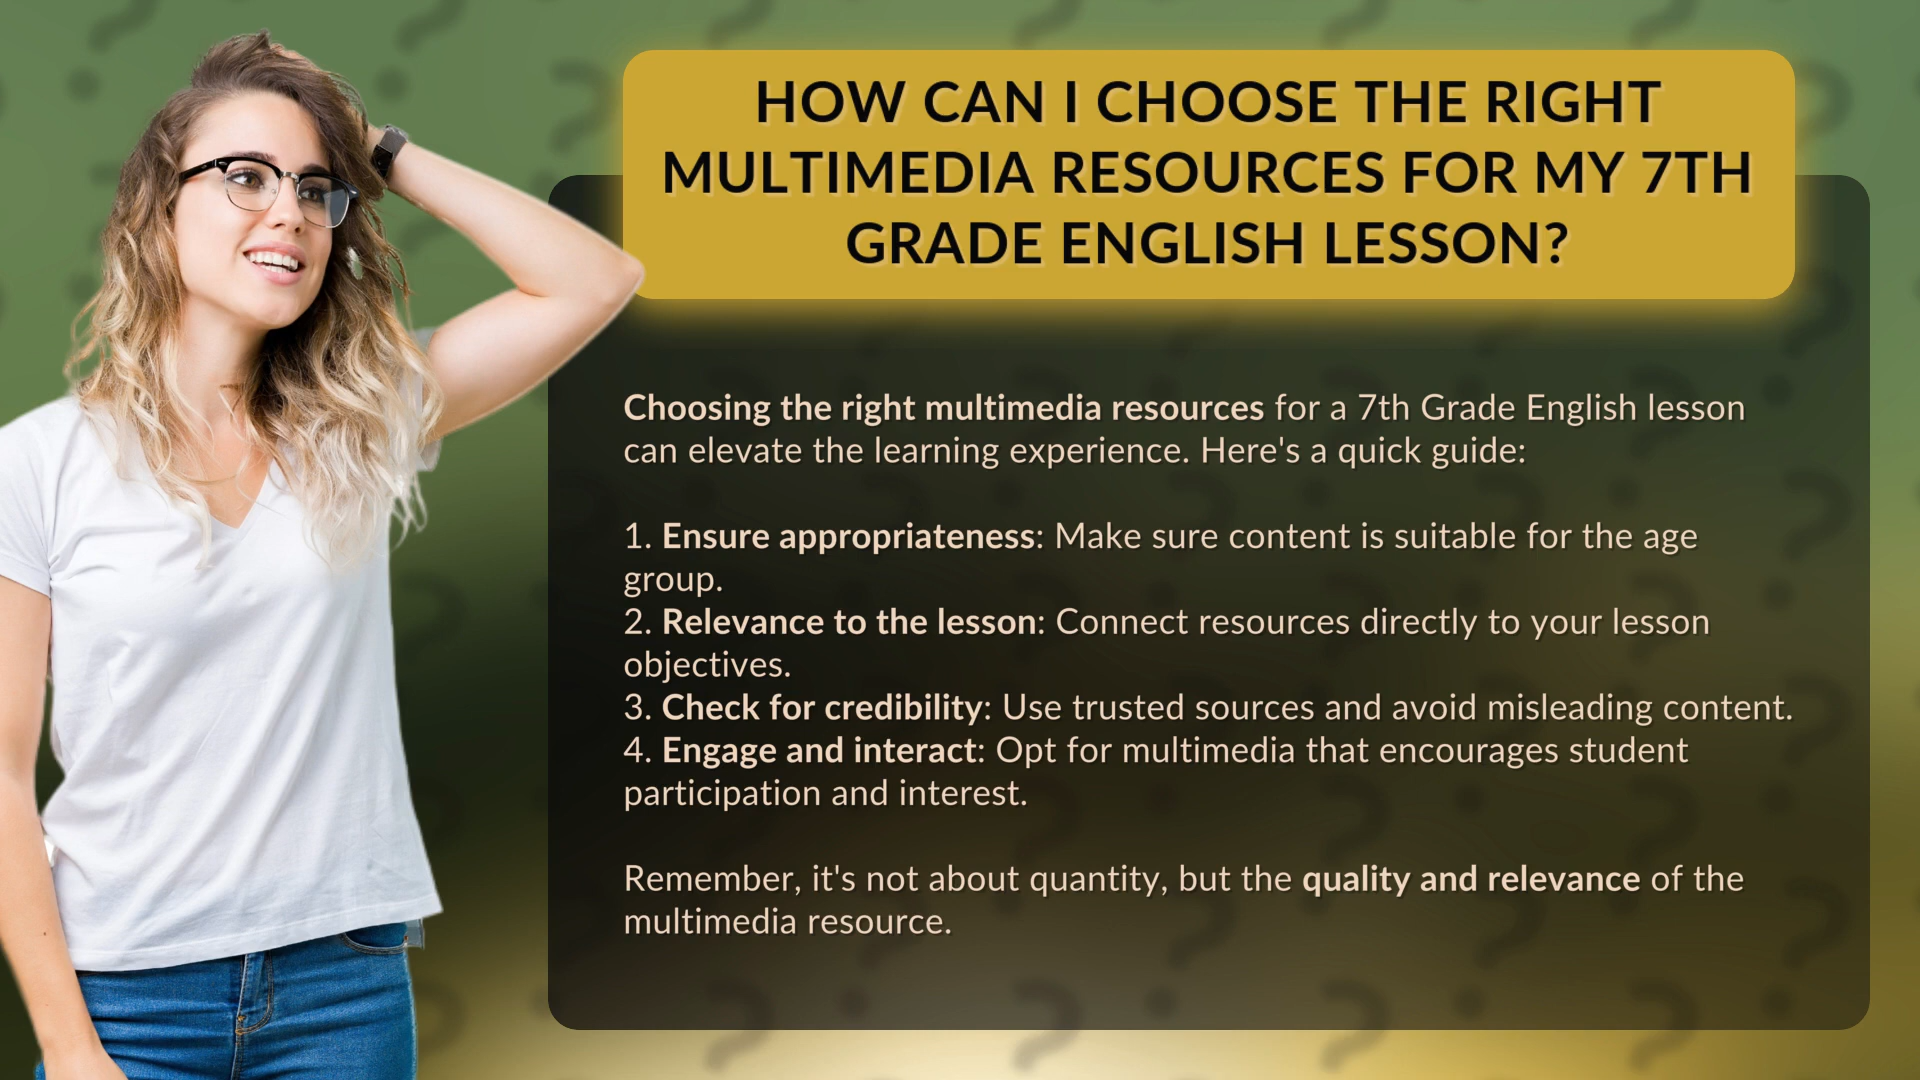 HOW CAN I CHOOSE THE RIGHT
MULTIMEDIA RESOURCES FOR MY 7TH
GRADE ENGLISH LESSON?
Choosing the right multimedia resources for a 7th Grade English lesson
can elevate the learning experience. Here's a quick guide:
1. Ensure appropriateness: Make sure content is suitable for the age
group.
2. Relevance to the lesson: Connect resources directly to your lesson
objectives.
3. Check for credibility: Use trusted sources and avoid misleading content.
4. Engage and interact: Opt for multimedia that encourages student
participation and interest.
Remember, it's not about quantity, but the quality and relevance of the
multimedia resource.